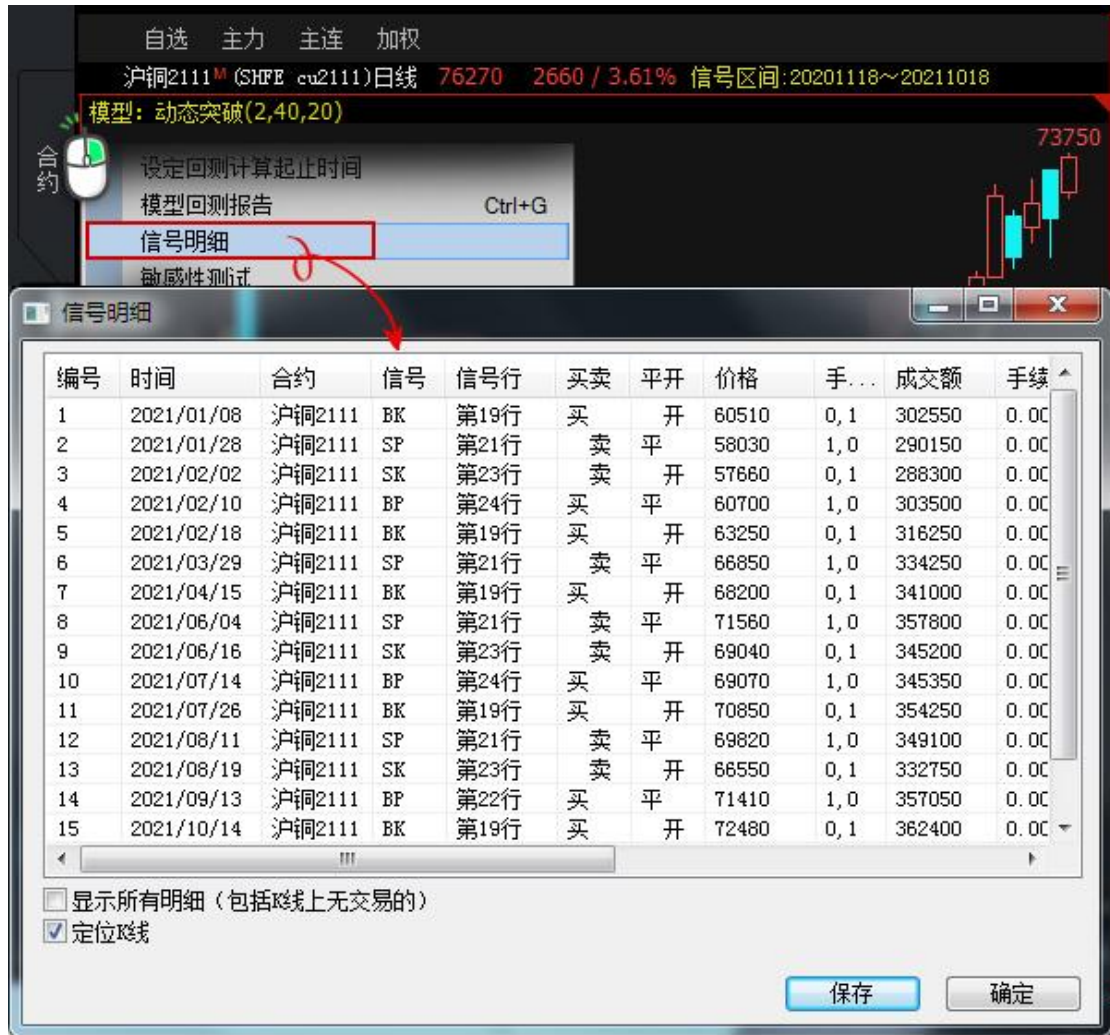 自选 主力 主连 加权
沪铜2111M (SHFE cu2111)日线 76270 2660 / 3.61% 信号区间:20201118~20211018
模型: 动态突破(2,40,20)
73750
合约
设定回测计算起止时间
模型回测报告 Ctrl+G
信号明细
敏感性测试
信号明细
编号 时间 合约 信号 信号行 买卖 平开 价格 手... 成交额 手续
1 2021/01/08 沪铜2111 BK 第19行 买 开 60510 0,1 302550 0.00
2 2021/01/28 沪铜2111 SP 第21行 卖 平 58030 1,0 290150 0.00
3 2021/02/02 沪铜2111 SK 第23行 卖 开 57660 0,1 288300 0.00
4 2021/02/10 沪铜2111 BP 第24行 买 平 60700 1,0 303500 0.00
5 2021/02/18 沪铜2111 BK 第19行 买 开 63250 0,1 316250 0.00
6 2021/03/29 沪铜2111 SP 第21行 卖 平 66850 1,0 334250 0.00
7 2021/04/15 沪铜2111 BK 第19行 买 开 68200 0,1 341000 0.00
8 2021/06/04 沪铜2111 SP 第21行 卖 平 71560 1,0 357800 0.00
9 2021/06/16 沪铜2111 SK 第23行 卖 开 69040 0,1 345200 0.00
10 2021/07/14 沪铜2111 BP 第24行 买 平 69070 1,0 345350 0.00
11 2021/07/26 沪铜2111 BK 第19行 买 开 70850 0,1 354250 0.00
12 2021/08/11 沪铜2111 SP 第21行 卖 平 69820 1,0 349100 0.00
13 2021/08/19 沪铜2111 SK 第23行 卖 开 66550 0,1 332750 0.00
14 2021/09/13 沪铜2111 BP 第22行 买 平 71410 1,0 357050 0.00
15 2021/10/14 沪铜2111 BK 第19行 买 开 72480 0,1 362400 0.00
显示所有明细（包括K线上无交易的）
定位K线
保存 确定